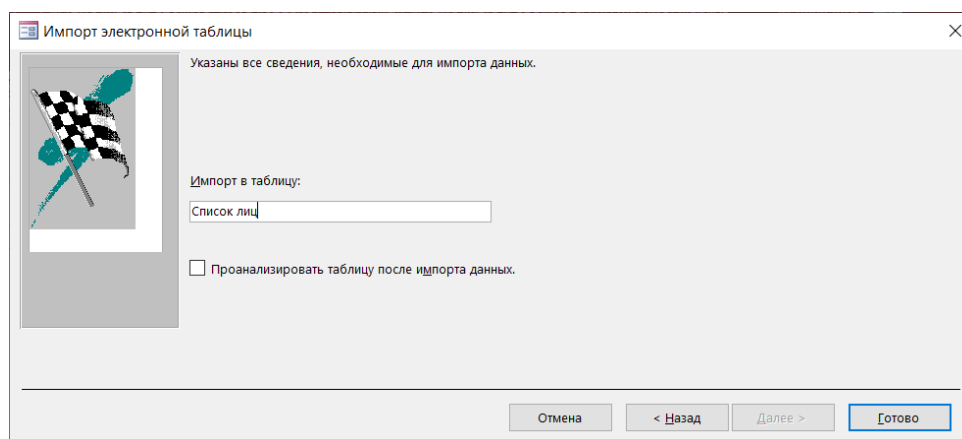 Импорт электронной таблицы
Указаны все сведения, необходимые для импорта данных.
Импорт в таблицу:
Список лиц
Проанализировать таблицу после импорта данных.
Отмена
< Назад
Далее >
Готово